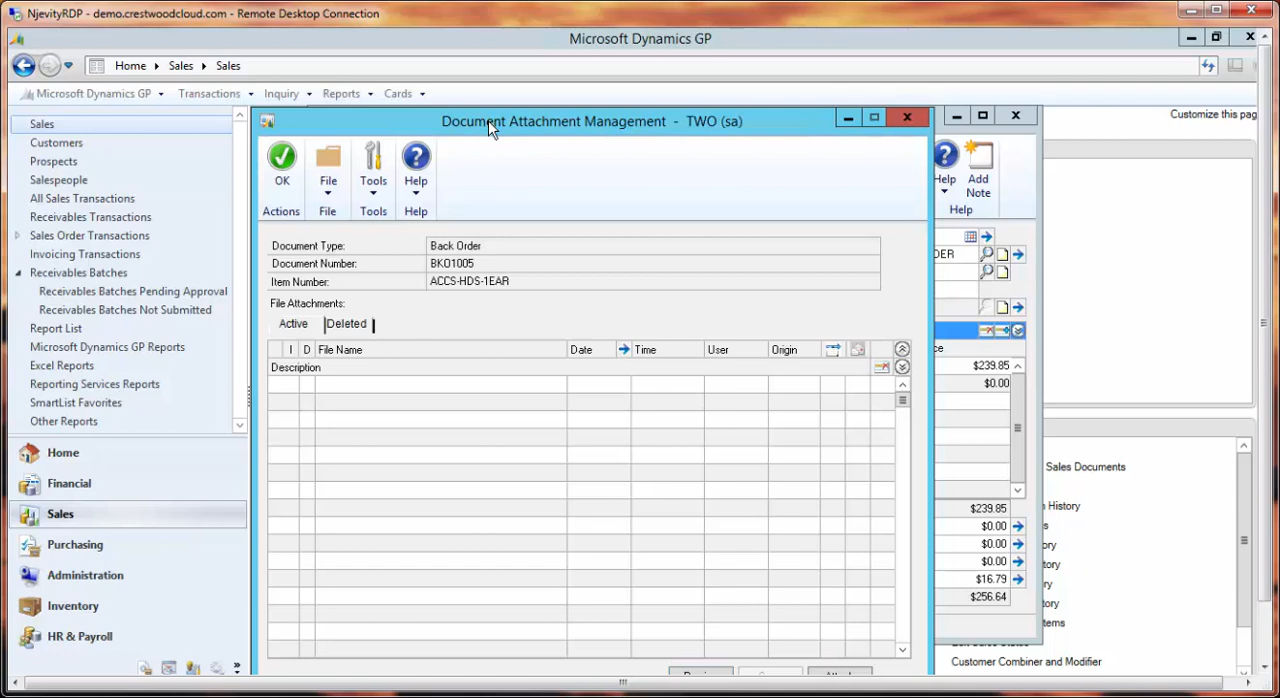 NjevityRDP - demo.crestwoodcloud.com - Remote Desktop Connection
Microsoft Dynamics GP
Home Sales Sales
Microsoft Dynamics GP Transactions Inquiry Reports Cards
Customize this pag
Sales
Customers
Prospects
Salespeople
All Sales Transactions
Receivables Transactions
Sales Order Transactions
Invoicing Transactions
Receivables Batches
Receivables Batches Pending Approval
Receivables Batches Not Submitted
Report List
Microsoft Dynamics GP Reports
Excel Reports
Reporting Services Reports
SmartList Favorites
Other Reports
Home
Financial
Sales
Purchasing
Administration
Inventory
HR & Payroll
Document Attachment Management - TWO (sa)
OK File Tools Help
Actions File Tools Help
Document Type: Back Order
Document Number: BKO1005
Item Number: ACCS-HDS-1EAR
File Attachments:
Active Deleted
I D File Name Date Time User Origin
Description
Help Add
Note
Help
DER
ce
$239.85
$0.00
$239.85
$0.00
$0.00
$0.00
$16.79
$256.64
Sales Documents
History
Customer Combiner and Modifier